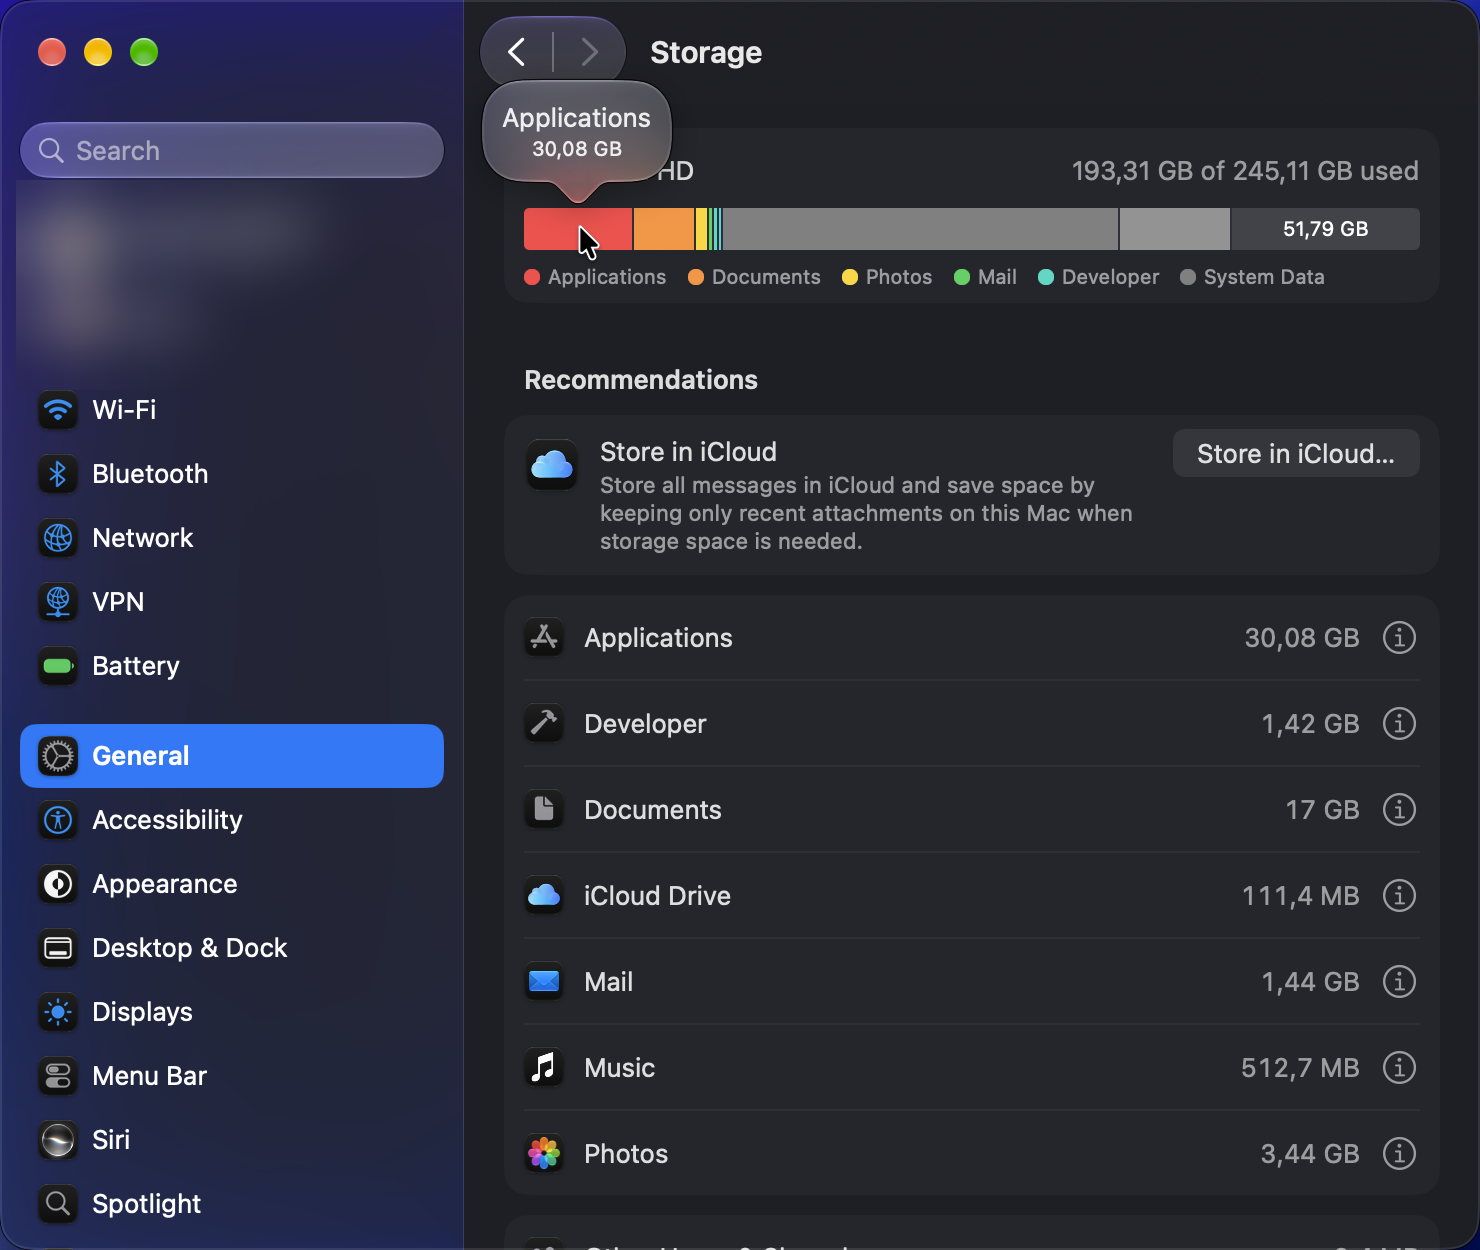 Storage
Search
Applications
30,08 GB
HD
193,31 GB of 245,11 GB used
51,79 GB
Applications
Documents
Photos
Mail
Developer
System Data
Recommendations
Store in iCloud
Store all messages in iCloud and save space by
keeping only recent attachments on this Mac when
storage space is needed.
Store in iCloud...
Applications 30,08 GB
Developer 1,42 GB
Documents 17 GB
iCloud Drive 111,4 MB
Mail 1,44 GB
Music 512,7 MB
Photos 3,44 GB
Wi-Fi
Bluetooth
Network
VPN
Battery
General
Accessibility
Appearance
Desktop & Dock
Displays
Menu Bar
Siri
Spotlight